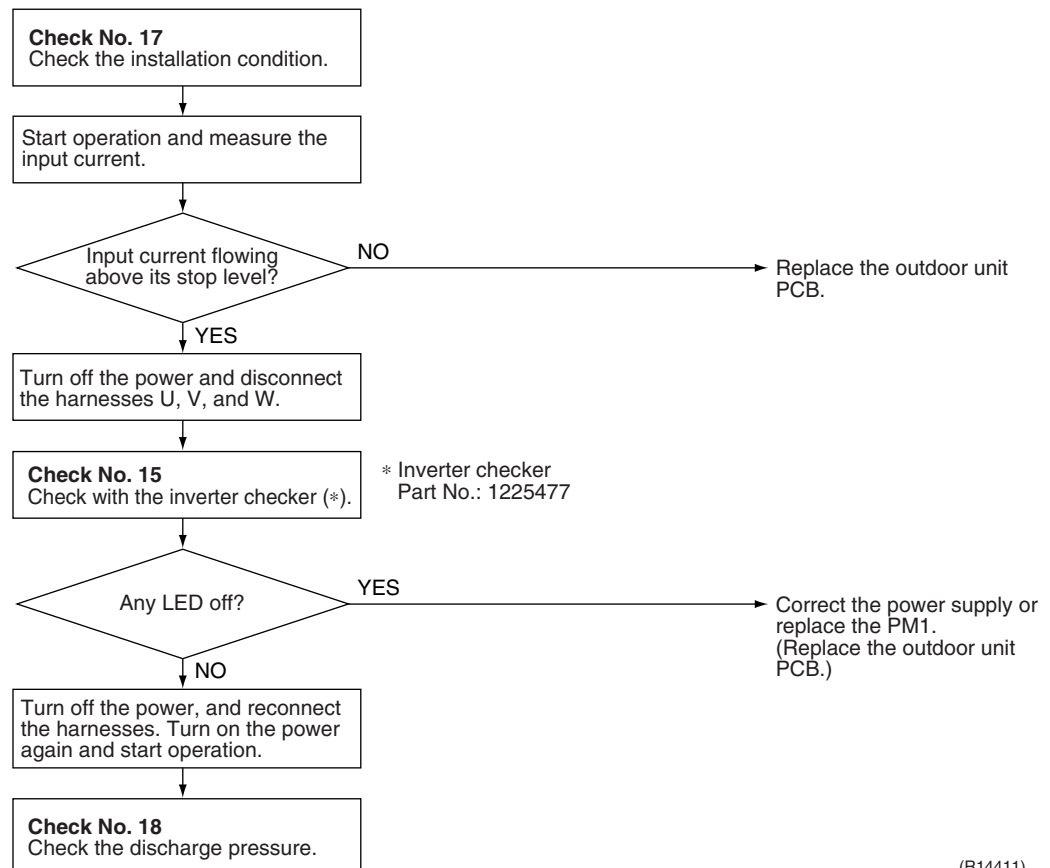 Check No. 17
Check the installation condition.
Start operation and measure the
input current.
Input current flowing
above its stop level?
NO
Replace the outdoor unit
PCB.
YES
Turn off the power and disconnect
the harnesses U, V, and W.
Check No. 15
Check with the inverter checker (*).
* Inverter checker
Part No.: 1225477
Any LED off?
YES
Correct the power supply or
replace the PM1.
(Replace the outdoor unit
PCB.)
NO
Turn off the power, and reconnect
the harnesses. Turn on the power
again and start operation.
Check No. 18
Check the discharge pressure.
(R14411)